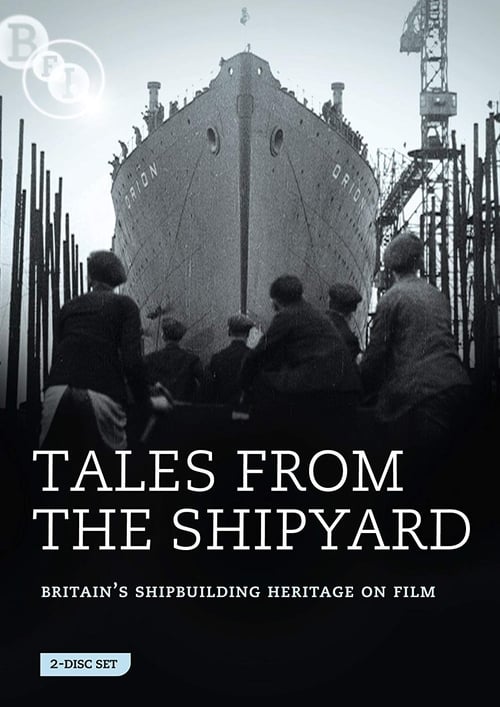 BFI
ORION
ORION
TALES FROM
THE SHIPYARD
BRITAIN'S SHIPBUILDING HERITAGE ON FILM
2-DISC SET